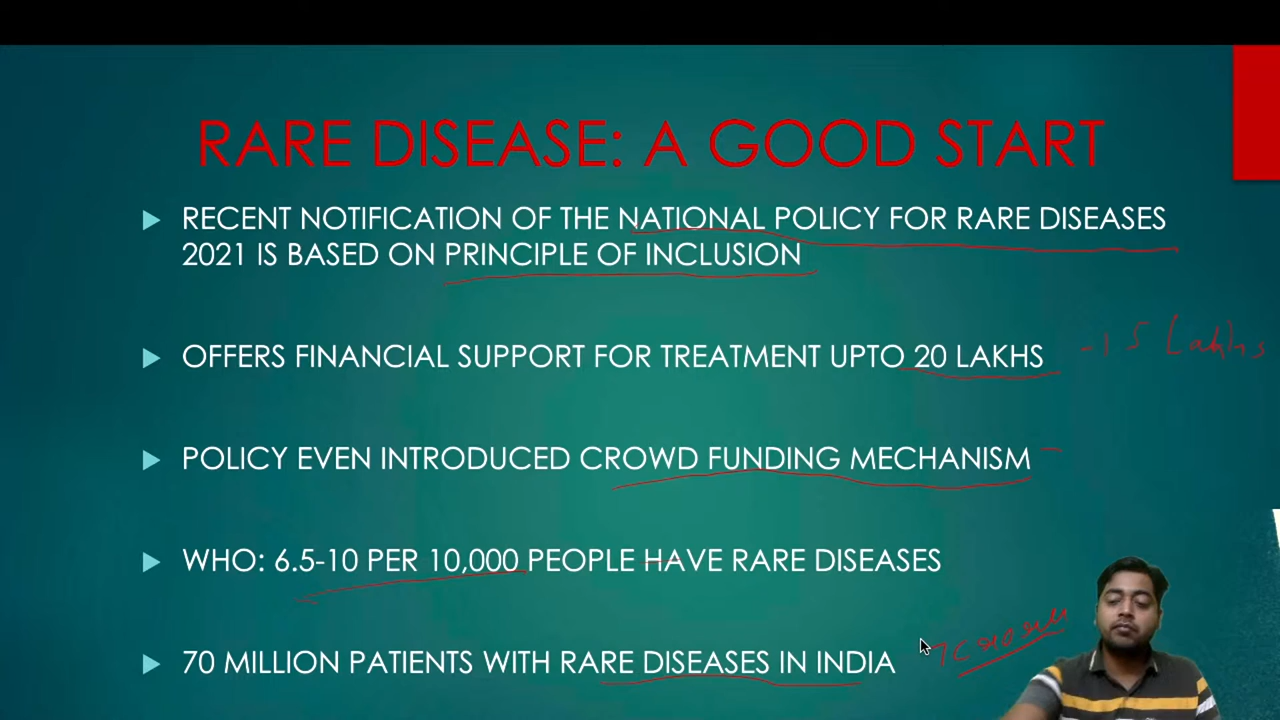 RARE DISEASE: A GOOD START
RECENT NOTIFICATION OF THE NATIONAL POLICY FOR RARE DISEASES
2021 IS BASED ON PRINCIPLE OF INCLUSION
OFFERS FINANCIAL SUPPORT FOR TREATMENT UPTO 20 LAKHS
-15 Lakhs
POLICY EVEN INTRODUCED CROWD FUNDING MECHANISM
WHO: 6.5-10 PER 10,000 PEOPLE HAVE RARE DISEASES
70 MILLION PATIENTS WITH RARE DISEASES IN INDIA